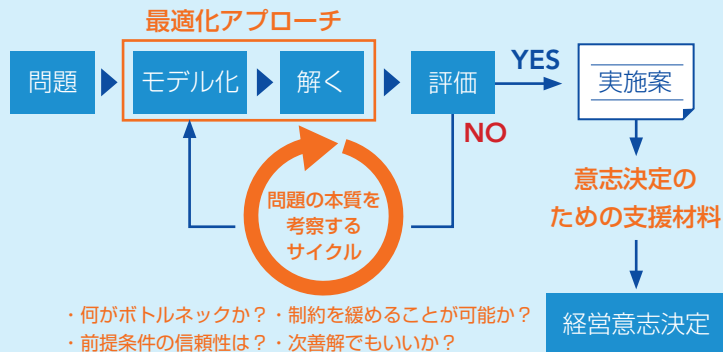 最適化アプローチ
問題
モデル化
解く
評価
YES
実施案
NO
問題の本質を
考察する
サイクル
意志決定の
ための支援材料
・何がボトルネックか？・制約を緩めることが可能か？
・前提条件の信頼性は？・次善解でもいいか？
経営意志決定